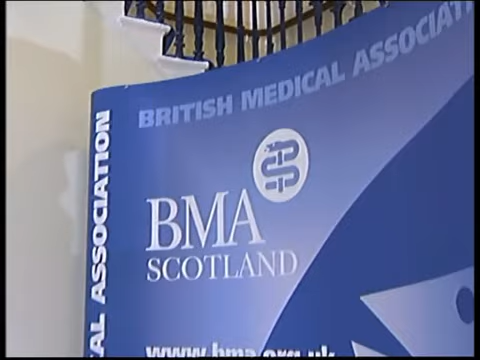 BRITISH MEDICAL ASSOCIATI
AL ASSOCIATION
BMA
SCOTLAND
www.bma.org.uk